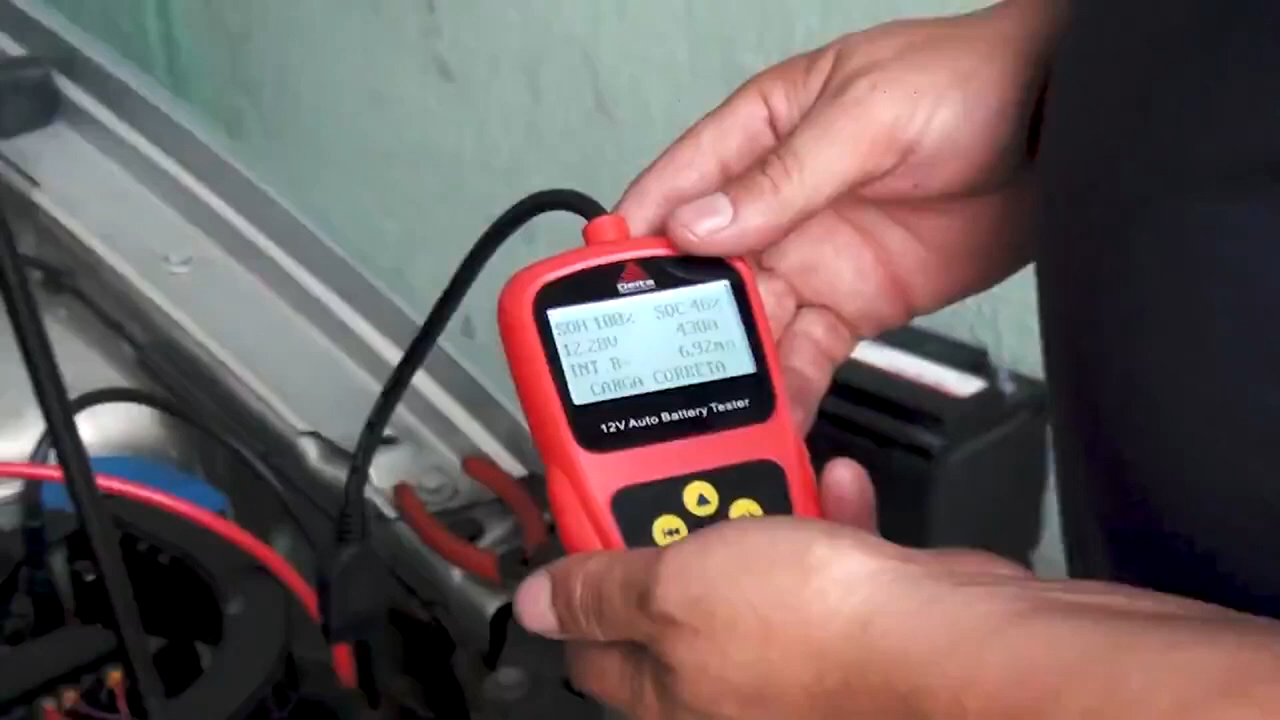 Delta
SOH 100% SOC 46%
12.28V 430A
INT R- 6.92mΩ
CARGA CORRETA
12V Auto Battery Tester